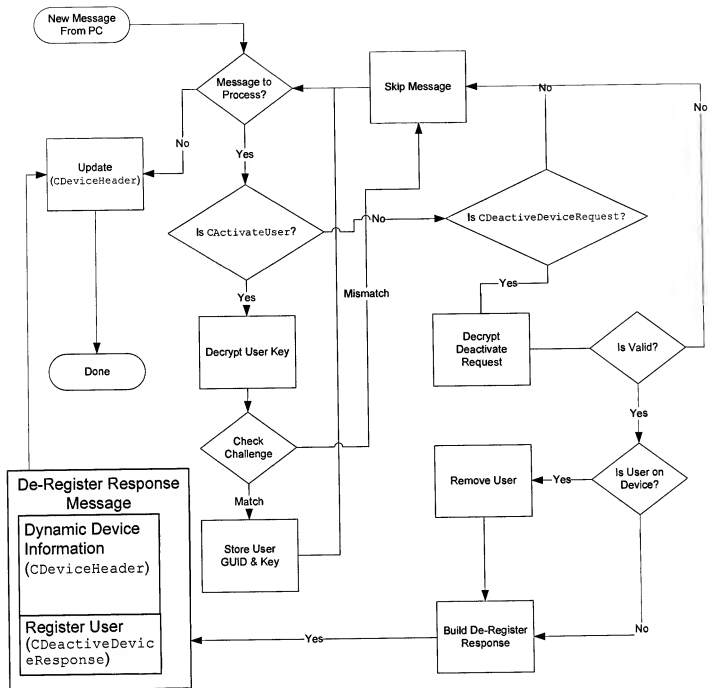 New Message
From PC
Message to
Process?
Skip Message
No
No
No
Yes
Update
(CDeviceHeader)
Is CActivateUser?
No
Is CDeactiveDeviceRequest?
Yes
Yes
Mismatch
Decrypt User Key
Decrypt
Deactivate
Request
Is Valid?
Done
Yes
Check
Challenge
Match
Remove User
Yes
Is User on
Device?
De-Register Response
Message
Dynamic Device
Information
(CDeviceHeader)
Store User
GUID & Key
Register User
(CDeactiveDevic
eResponse)
Yes
Build De-Register
Response
No